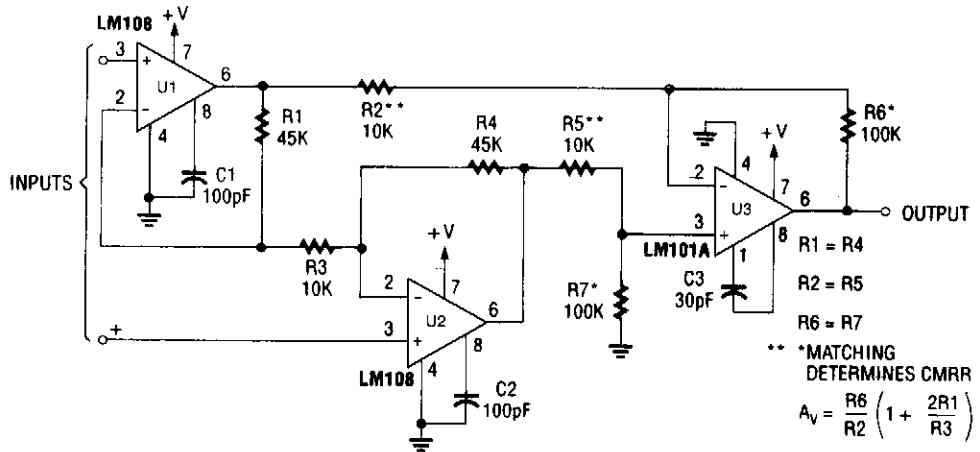 LM108
+V
3
7
+
U1
6
2
−
8
4
C1
100pF
INPUTS
R1
45K
R2**
10K
R4
45K
R5**
10K
R6*
100K
R3
10K
+V
2
7
−
U2
6
+
3
+
8
4
LM108
C2
100pF
R7*
100K
+V
4
2
−
7
U3
6
3
+
8
LM101A
1
C3
30pF
OUTPUT
R1 = R4
R2 = R5
R6 = R7
** *MATCHING
DETERMINES CMRR
AV = R6/R2 (1 + 2R1/R3)